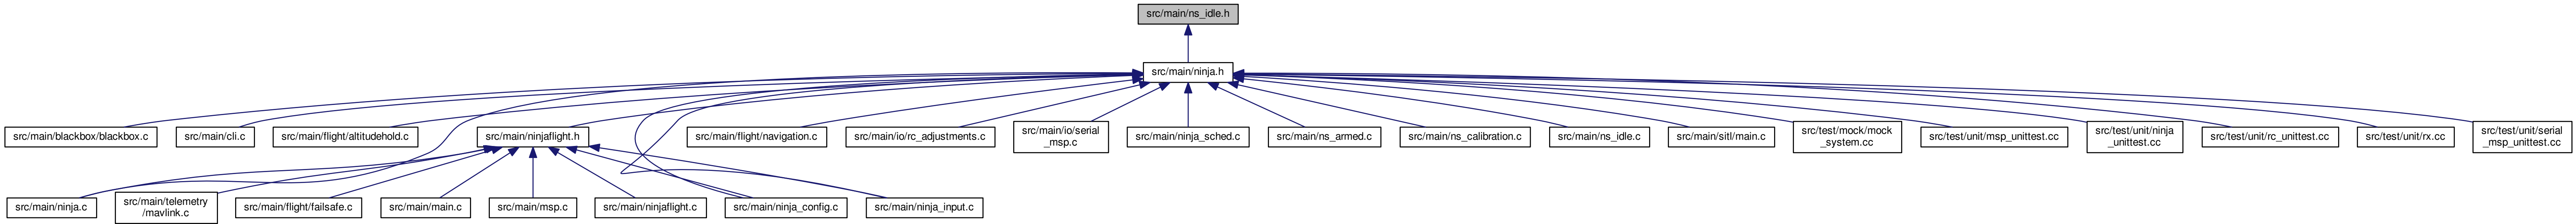 src/main/ns_idle.h
src/main/ninja.h
src/main/blackbox/blackbox.c
src/main/cli.c
src/main/flight/altitudehold.c
src/main/ninjaflight.h
src/main/flight/navigation.c
src/main/io/rc_adjustments.c
src/main/io/serial
_msp.c
src/main/ninja_sched.c
src/main/ns_armed.c
src/main/ns_calibration.c
src/main/ns_idle.c
src/main/sitl/main.c
src/test/mock/mock
_system.cc
src/test/unit/msp_unittest.cc
src/test/unit/ninja
_unittest.cc
src/test/unit/rc_unittest.cc
src/test/unit/rx.cc
src/test/unit/serial
_msp_unittest.cc
src/main/ninja.c
src/main/telemetry
/mavlink.c
src/main/flight/failsafe.c
src/main/main.c
src/main/msp.c
src/main/ninjaflight.c
src/main/ninja_config.c
src/main/ninja_input.c